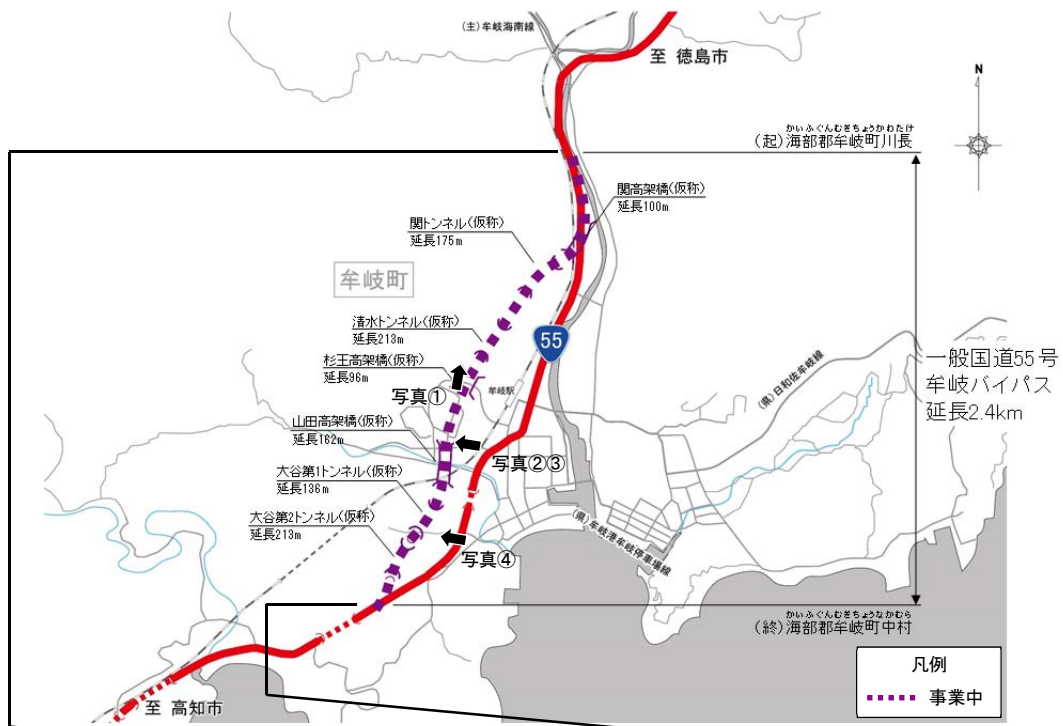 (主)牟岐海南線
至 徳島市
N
かいふぐんむぎちょうかわたけ
(起)海部郡牟岐町川長
関高架橋(仮称)
延長100m
関トンネル(仮称)
延長175m
牟岐町
清水トンネル(仮称)
延長213m
55
杉王高架橋(仮称)
延長96m
写真①
牟岐駅
(県)日和佐牟岐線
一般国道55号
牟岐バイパス
延長2.4km
山田高架橋(仮称)
延長162m
写真②③
大谷第1トンネル(仮称)
延長136m
大谷第2トンネル(仮称)
延長213m
(県)牟岐港牟岐停車場線
写真④
かいふぐんむぎちょうなかむら
(終)海部郡牟岐町中村
凡例
事業中
至 高知市